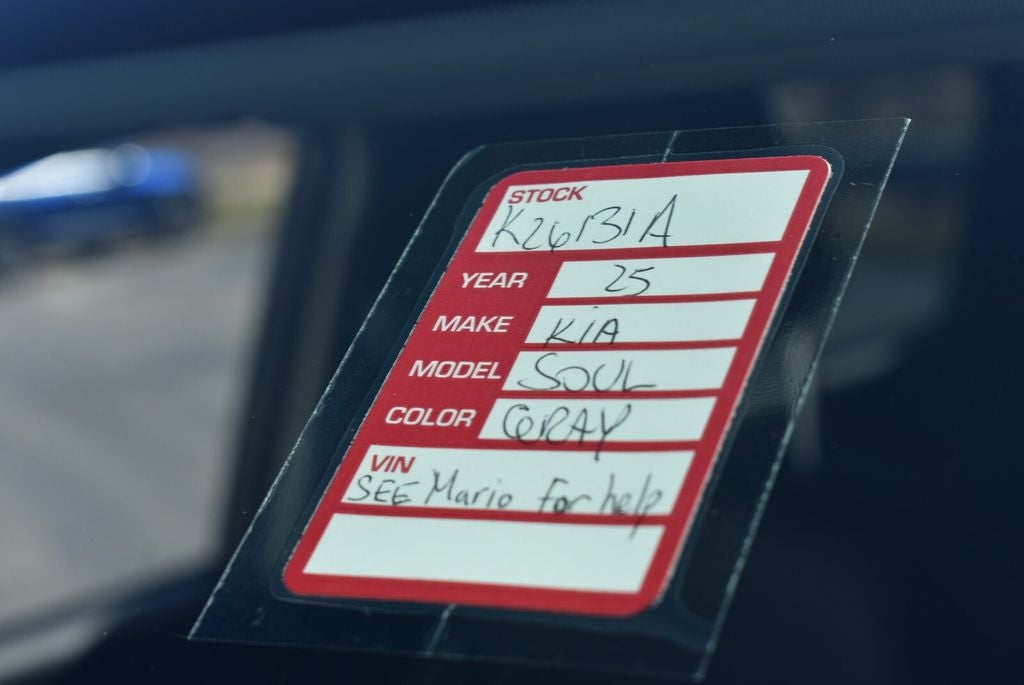 STOCK
K26131A
YEAR 25
MAKE KiA
MODEL SOUL
COLOR GRAY
VIN
SEE Mario For help